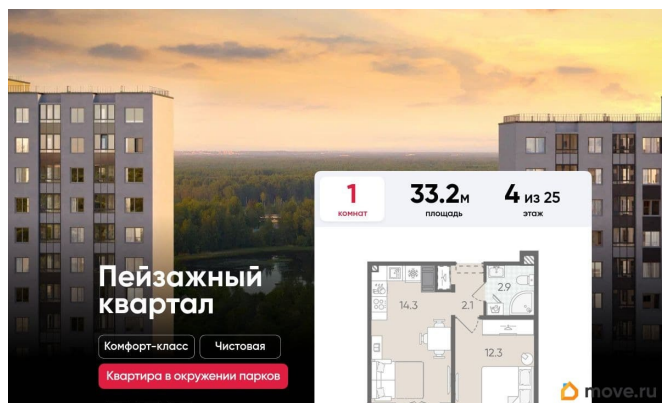 1
комнат
33.2м
площадь
4 из 25
этаж
Пейзажный
квартал
Комфорт-класс
Чистовая
Квартира в окружении парков
14.3
2.1
2.9
12.3
move.ru